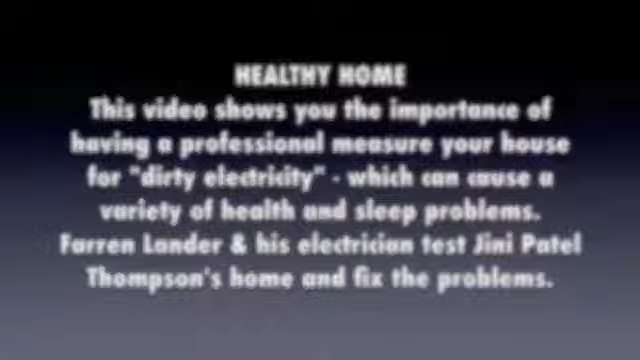 HEALTHY HOME
This video shows you the importance of
having a professional measure your house
for "dirty electricity" - which can cause a
variety of health and sleep problems.
Farren Lander & his electrician test Jini Patel
Thompson's home and fix the problems.